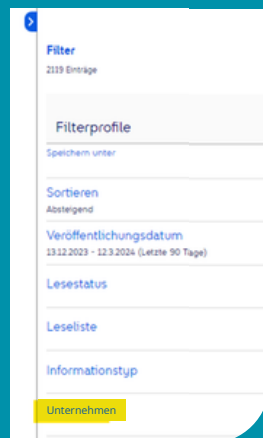 Filter
2119 Einträge
Filterprofile
Speichern unter
Sortieren
Absteigend
Veröffentlichungsdatum
13.12.2023 - 12.3.2024 (Letzte 90 Tage)
Lesestatus
Leseliste
Informationstyp
Unternehmen